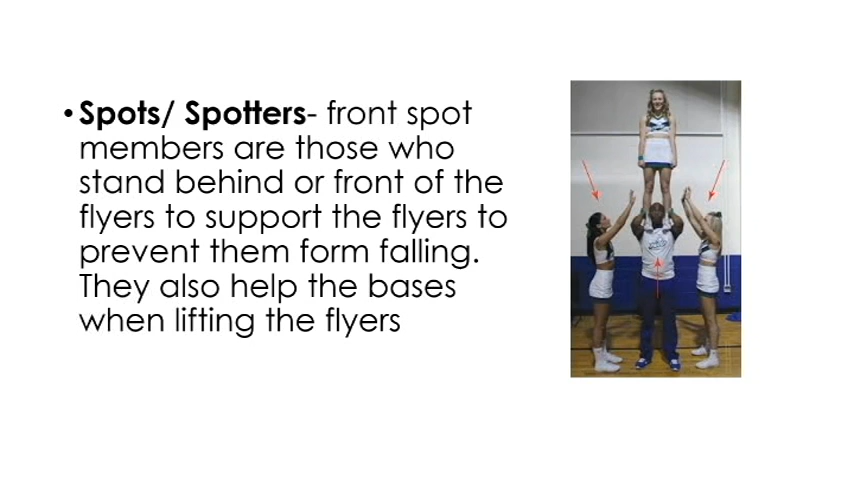 • Spots/ Spotters- front spot
members are those who
stand behind or front of the
flyers to support the flyers to
prevent them form falling.
They also help the bases
when lifting the flyers